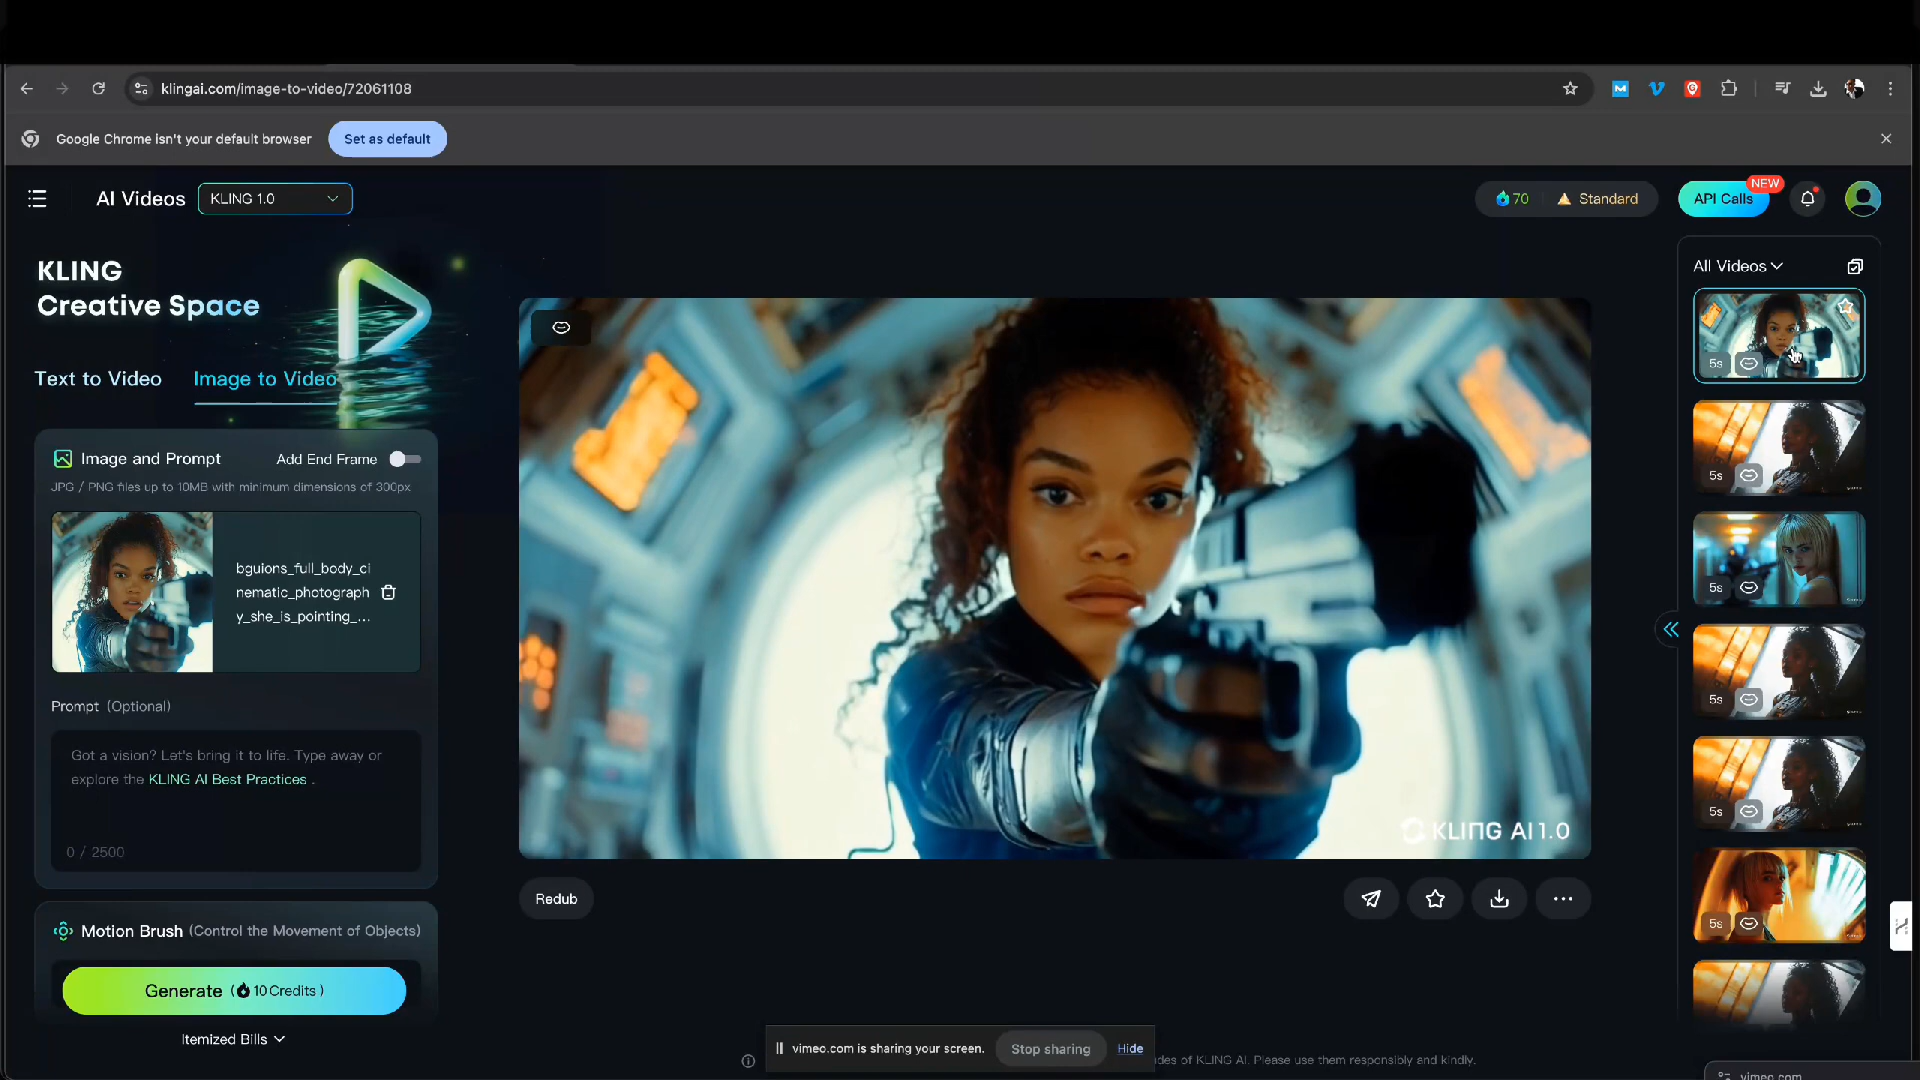 klingai.com/image-to-video/72061108
Google Chrome isn't your default browser
Set as default
AI Videos
KLING 1.0
70
Standard
API Calls
NEW
KLING
Creative Space
Text to Video
Image to Video
Image and Prompt
Add End Frame
JPG / PNG files up to 10MB with minimum dimensions of 300px
bguions_full_body_ci
nematic_photograph
y_she_is_pointing_...
Prompt (Optional)
Got a vision? Let's bring it to life. Type away or
explore the KLING AI Best Practices .
0 / 2500
Motion Brush (Control the Movement of Objects)
Generate ( 10 Credits )
Itemized Bills
KLING AI 1.0
Redub
All Videos
5s
5s
5s
5s
5s
5s
vimeo.com is sharing your screen.
Stop sharing
Hide
of KLING AI. Please use them responsibly and kindly.
vimeo.com